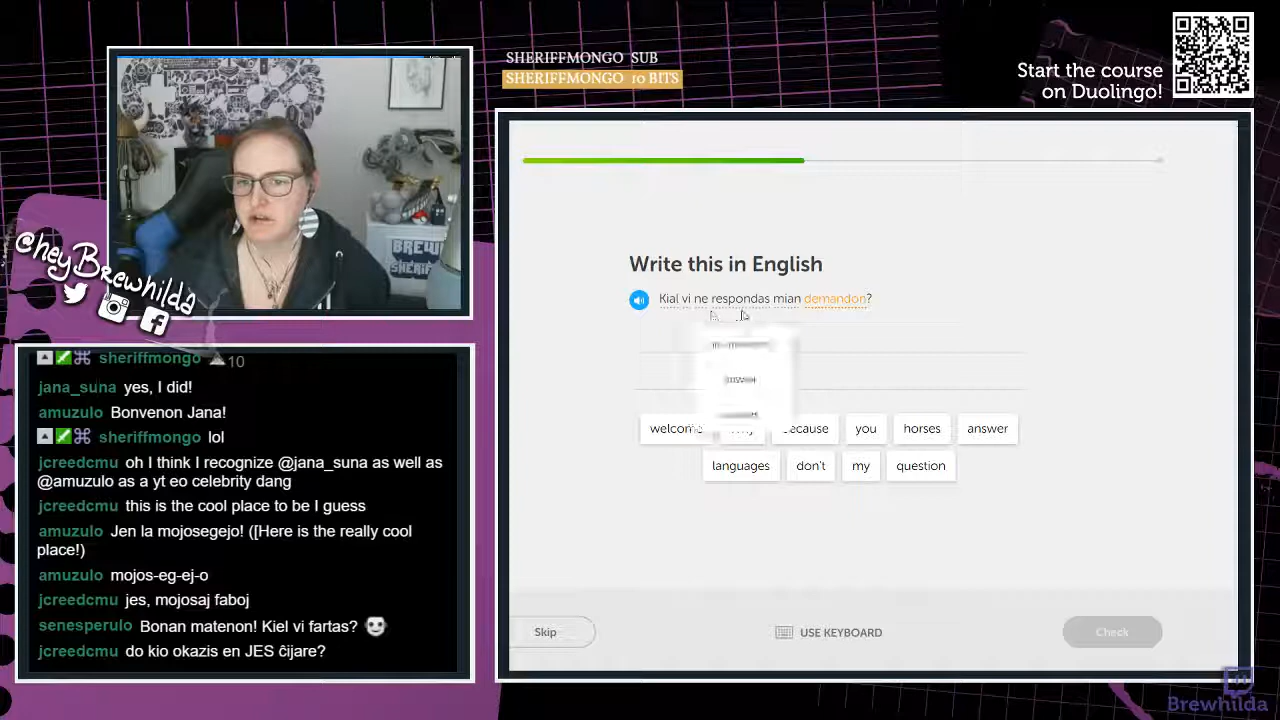 SHERIFFMONGO SUB
SHERIFFMONGO 10 BITS
Start the course
on Duolingo!
@heyBrewhilda
BREW
SHERIF
sheriffmongo 10
jana_suna yes, I did!
amuzulo Bonvenon Jana!
sheriffmongo lol
jcreedcmu oh I think I recognize @jana_suna as well as
@amuzulo as a yt eo celebrity dang
jcreedcmu this is the cool place to be I guess
amuzulo Jen la mojosegejo! ([Here is the really cool
place!)
amuzulo mojos-eg-ej-o
jcreedcmu jes, mojosaj faboj
senesperulo Bonan matenon! Kiel vi fartas?
jcreedcmu do kio okazis en JES ĉijare?
Write this in English
Kial vi ne respondas mian demandon?
welcome ecause you horses answer
languages don't my question
Skip
USE KEYBOARD
Check
Brewhilda